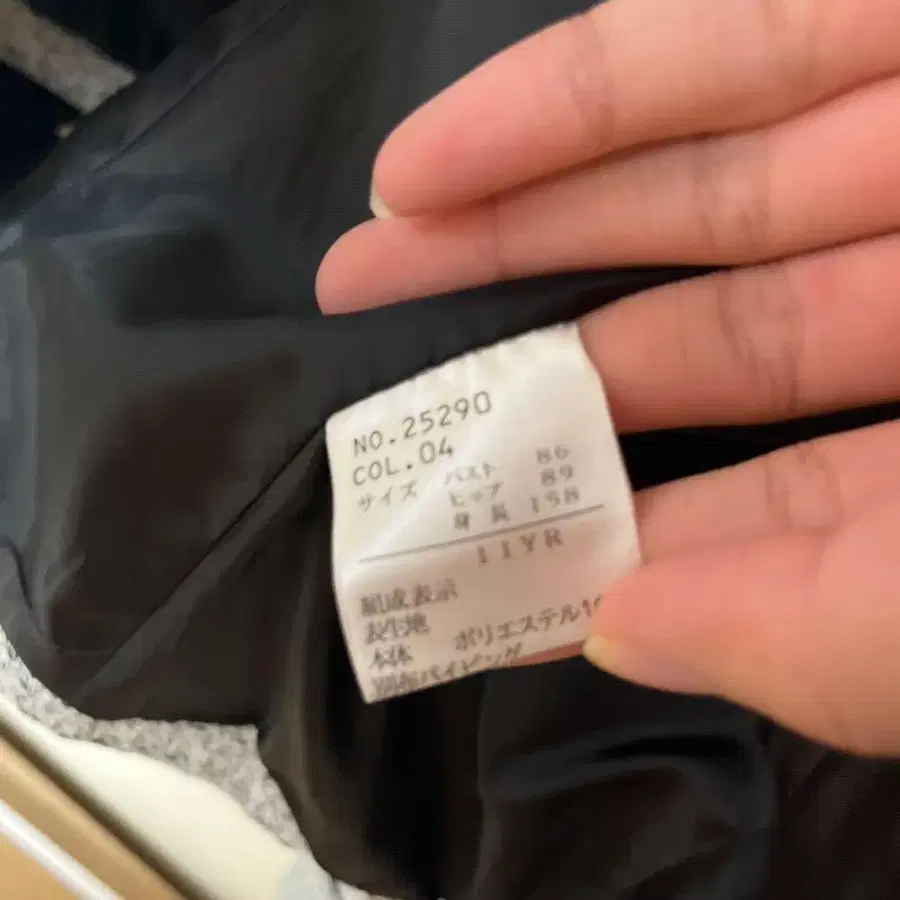 NO.25290
COL.04
サイズ バスト 86
ヒップ 89
身長 158
11YR
組成表示
表生地
本体 ポリエステル
別布パイピング